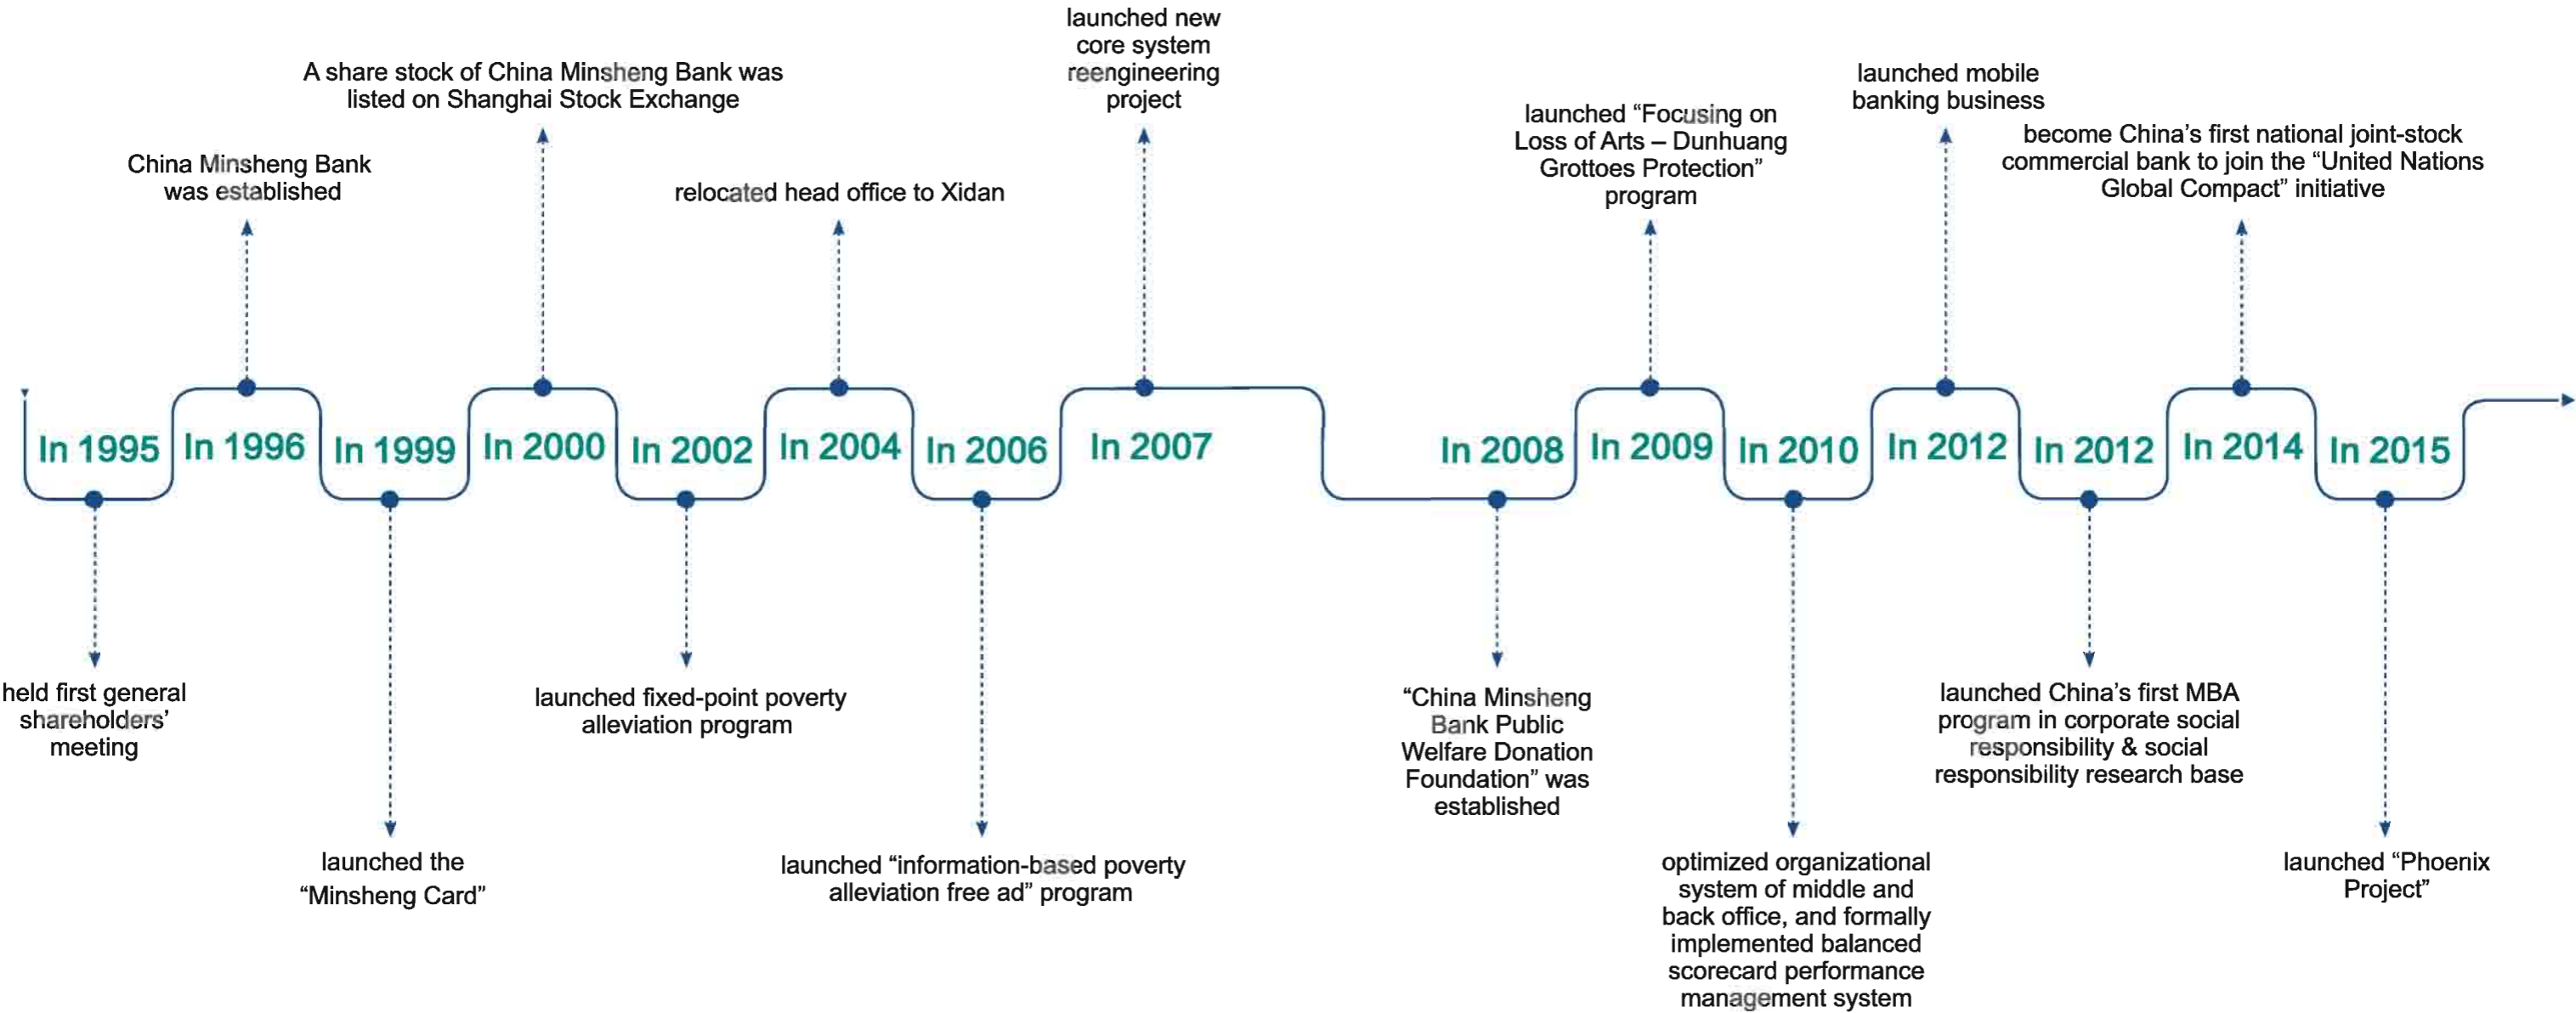 launched new
core system
reengineering
project
A share stock of China Minsheng Bank was
listed on Shanghai Stock Exchange
launched mobile
banking business
launched “Focusing on
Loss of Arts – Dunhuang
Grottoes Protection”
program
become China’s first national joint-stock
commercial bank to join the “United Nations
Global Compact” initiative
China Minsheng Bank
was established
relocated head office to Xidan
In 1995
In 1996
In 1999
In 2000
In 2002
In 2004
In 2006
In 2007
In 2008
In 2009
In 2010
In 2012
In 2012
In 2014
In 2015
held first general
shareholders’
meeting
launched fixed-point poverty
alleviation program
“China Minsheng
Bank Public
Welfare Donation
Foundation” was
established
launched China’s first MBA
program in corporate social
responsibility & social
responsibility research base
launched the
“Minsheng Card”
launched “information-based poverty
alleviation free ad” program
optimized organizational
system of middle and
back office, and formally
implemented balanced
scorecard performance
management system
launched “Phoenix
Project”